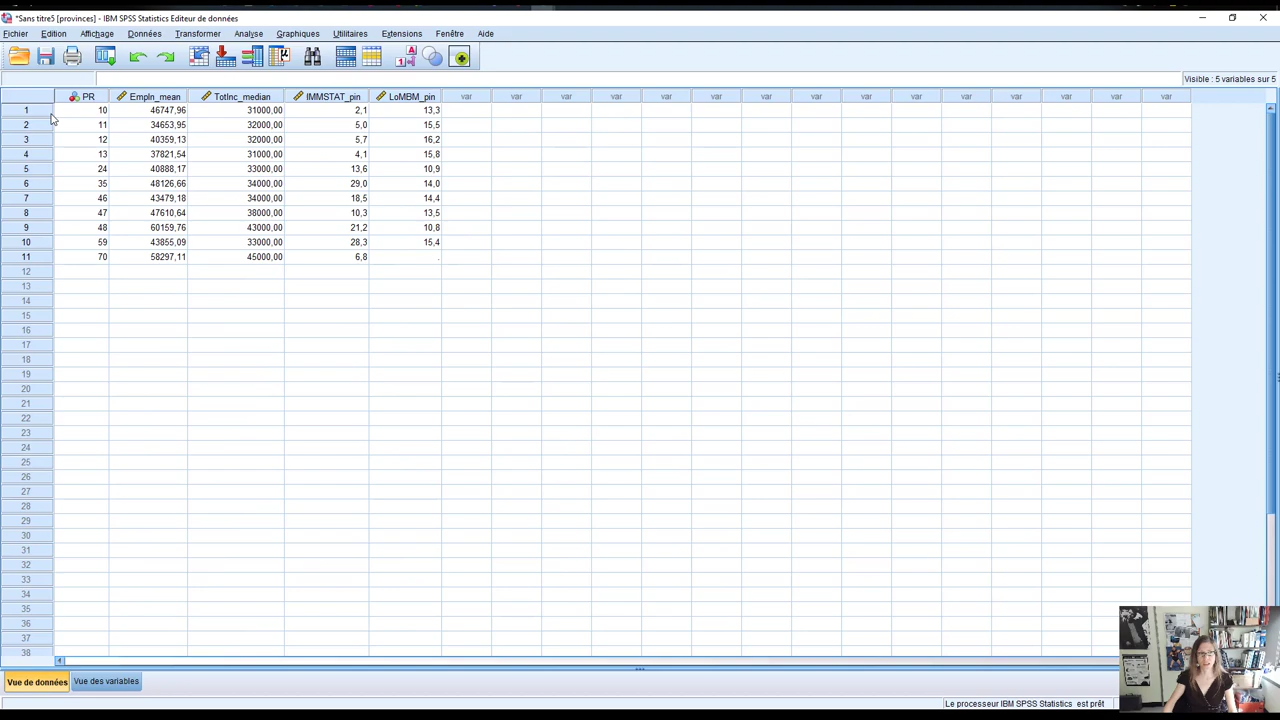 *Sans titre5 [provinces] - IBM SPSS Statistics Editeur de données
Fichier Edition Affichage Données Transformer Analyse Graphiques Utilitaires Extensions Fenêtre Aide
Visible : 5 variables sur 5
PR EmpIn_mean TotInc_median IMMSTAT_pin LoMBM_pin var var var var var var var var var var var var var var var
1 10 46747,96 31000,00 2,1 13,3
2 11 34653,95 32000,00 5,0 15,5
3 12 40359,13 32000,00 5,7 16,2
4 13 37821,54 31000,00 4,1 15,8
5 24 40888,17 33000,00 13,6 10,9
6 35 48126,66 34000,00 29,0 14,0
7 46 43479,18 34000,00 18,5 14,4
8 47 47610,64 38000,00 10,3 13,5
9 48 60159,76 43000,00 21,2 10,8
10 59 43855,09 33000,00 28,3 15,4
11 70 58297,11 45000,00 6,8 .
12
13
14
15
16
17
18
19
20
21
22
23
24
25
26
27
28
29
30
31
32
33
34
35
36
37
38
Vue de données Vue des variables
Le processeur IBM SPSS Statistics est prêt